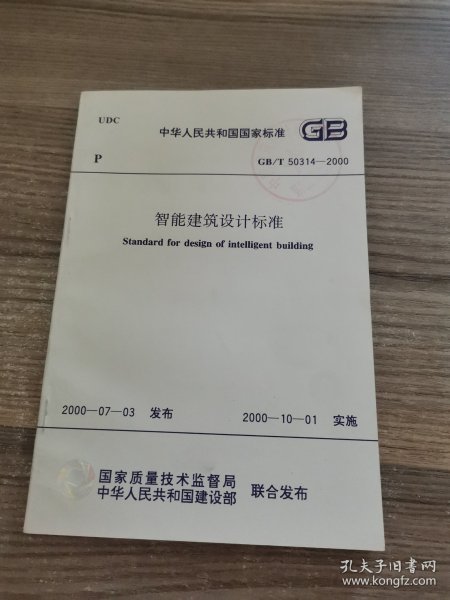 UDC
中华人民共和国国家标准 GB
P
GB/T 50314—2000
智能建筑设计标准
Standard for design of intelligent building
2000—07—03 发布
2000—10—01 实施
国家质量技术监督局
中华人民共和国建设部
联合发布
孔夫子旧书网
www.kongfz.com